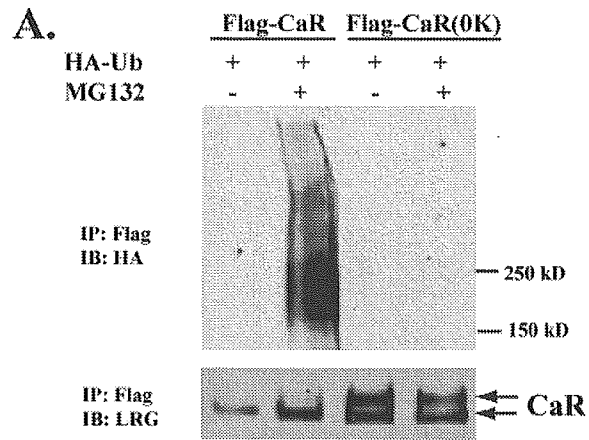 A.
Flag-CaR Flag-CaR(0K)
HA-Ub + + + +
MG132 - + - +
IP: Flag
IB: HA
250 kD
150 kD
IP: Flag
IB: LRG
CaR